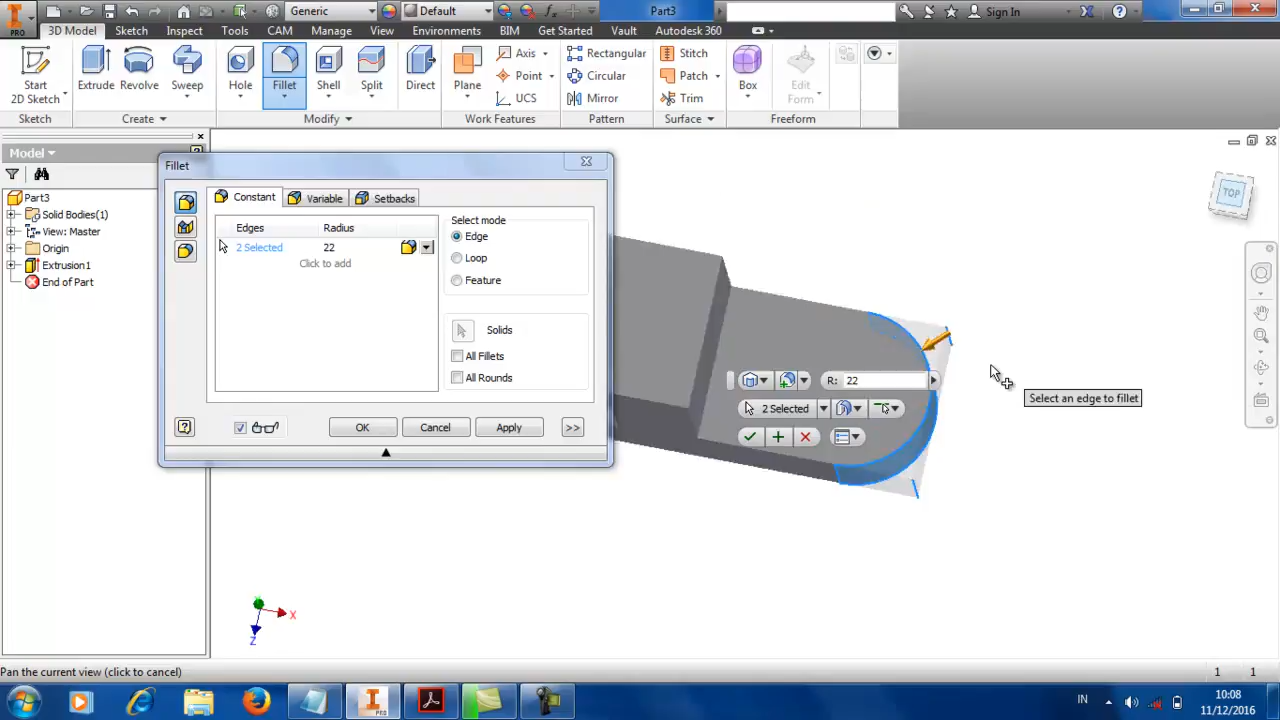 Generic
Default
Part3
Sign In
PRO
3D Model
Sketch
Inspect
Tools
CAM
Manage
View
Environments
BIM
Get Started
Vault
Autodesk 360
Start
2D Sketch
Extrude
Revolve
Sweep
Hole
Fillet
Shell
Split
Direct
Plane
Axis
Point
UCS
Rectangular
Circular
Mirror
Stitch
Patch
Trim
Box
Edit
Form
Sketch
Create
Modify
Work Features
Pattern
Surface
Freeform
Model
Part3
Solid Bodies(1)
View: Master
Origin
Extrusion1
End of Part
Fillet
Constant
Variable
Setbacks
Edges
Radius
2 Selected
22
Click to add
Select mode
Edge
Loop
Feature
Solids
All Fillets
All Rounds
OK
Cancel
Apply
>>
TOP
R:
22
2 Selected
Select an edge to fillet
X
Z
Pan the current view (click to cancel)
1
1
PRO
IN
10:08
11/12/2016